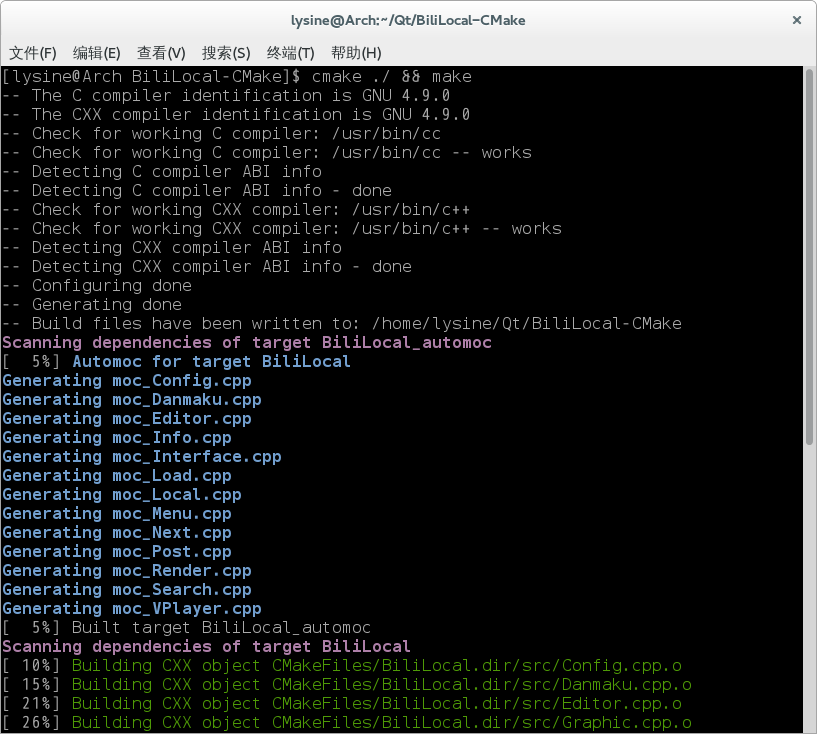 lysine@Arch:~/Qt/BiliLocal-CMake ×
文件(F) 编辑(E) 查看(V) 搜索(S) 终端(T) 帮助(H)
[lysine@Arch BiliLocal-CMake]$ cmake ./ && make
-- The C compiler identification is GNU 4.9.0
-- The CXX compiler identification is GNU 4.9.0
-- Check for working C compiler: /usr/bin/cc
-- Check for working C compiler: /usr/bin/cc -- works
-- Detecting C compiler ABI info
-- Detecting C compiler ABI info - done
-- Check for working CXX compiler: /usr/bin/c++
-- Check for working CXX compiler: /usr/bin/c++ -- works
-- Detecting CXX compiler ABI info
-- Detecting CXX compiler ABI info - done
-- Configuring done
-- Generating done
-- Build files have been written to: /home/lysine/Qt/BiliLocal-CMake
Scanning dependencies of target BiliLocal_automoc
[  5%] Automoc for target BiliLocal
Generating moc_Config.cpp
Generating moc_Danmaku.cpp
Generating moc_Editor.cpp
Generating moc_Info.cpp
Generating moc_Interface.cpp
Generating moc_Load.cpp
Generating moc_Local.cpp
Generating moc_Menu.cpp
Generating moc_Next.cpp
Generating moc_Post.cpp
Generating moc_Render.cpp
Generating moc_Search.cpp
Generating moc_VPlayer.cpp
[  5%] Built target BiliLocal_automoc
Scanning dependencies of target BiliLocal
[ 10%] Building CXX object CMakeFiles/BiliLocal.dir/src/Config.cpp.o
[ 15%] Building CXX object CMakeFiles/BiliLocal.dir/src/Danmaku.cpp.o
[ 21%] Building CXX object CMakeFiles/BiliLocal.dir/src/Editor.cpp.o
[ 26%] Building CXX object CMakeFiles/BiliLocal.dir/src/Graphic.cpp.o